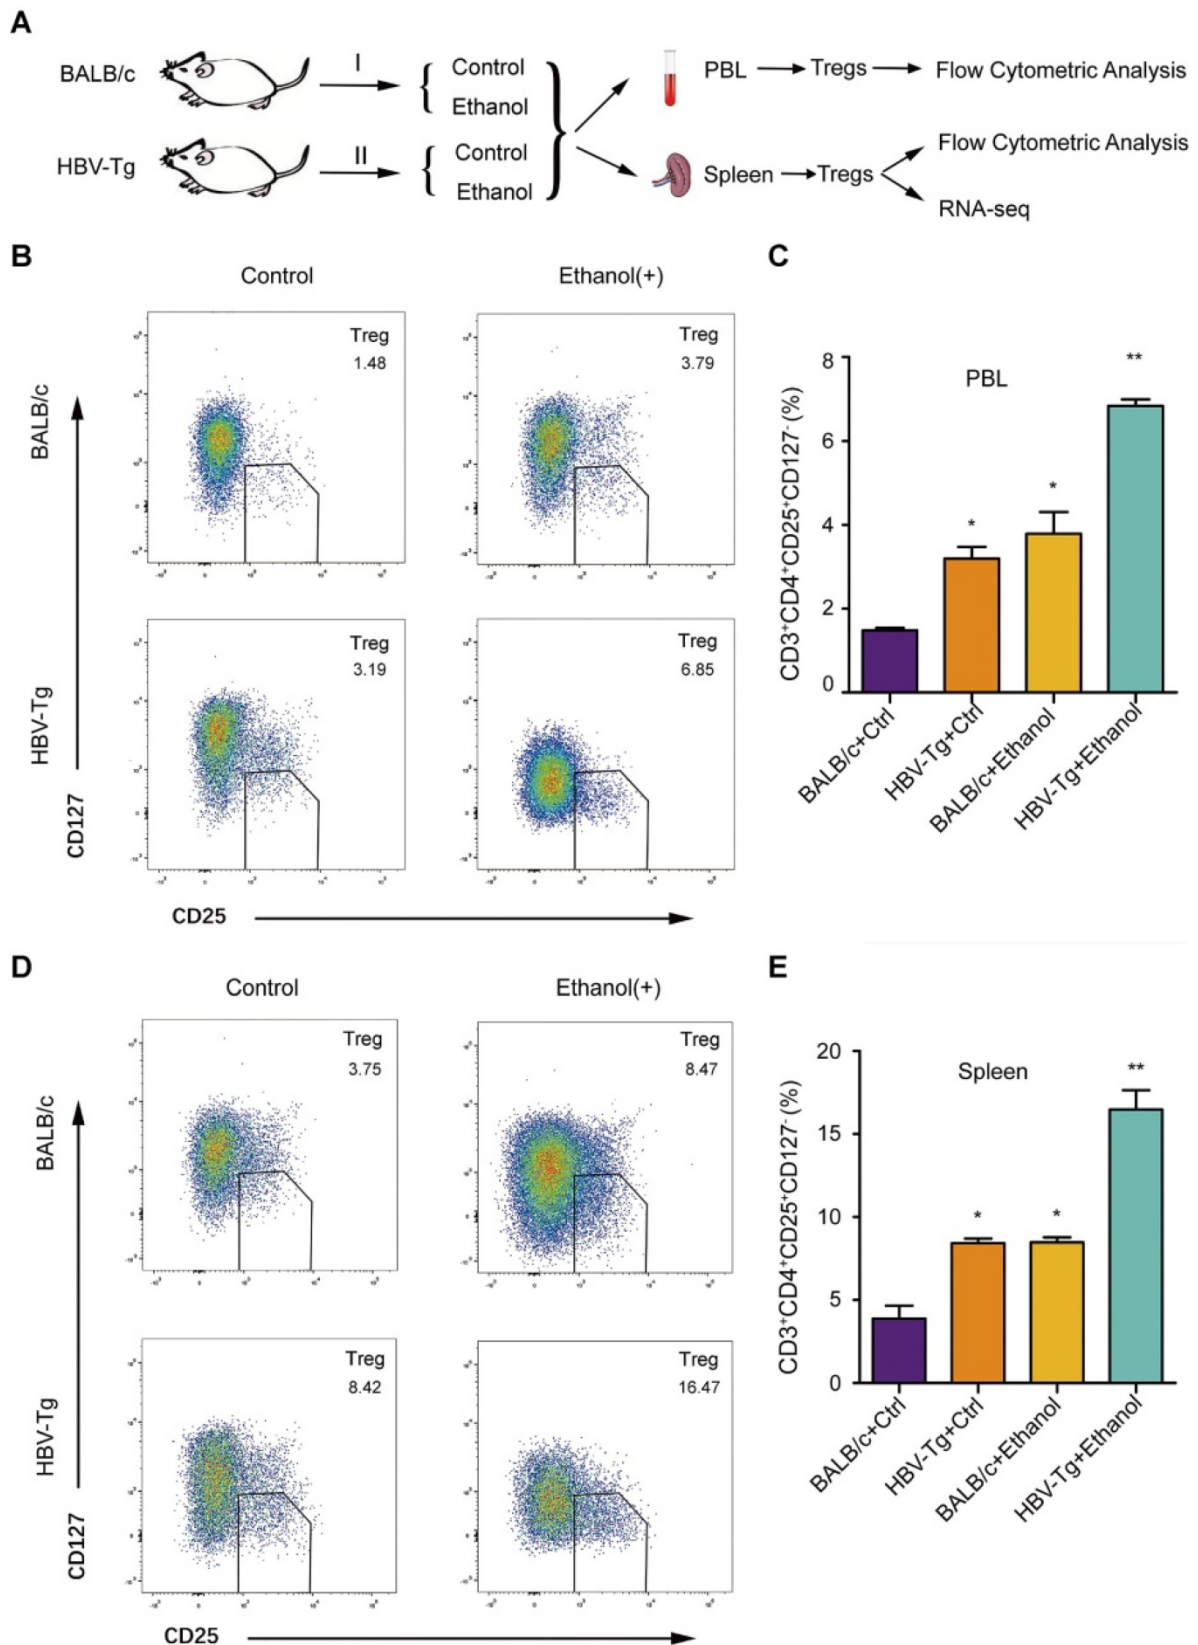 A
BALB/c
I
Control
Ethanol
HBV-Tg
II
Control
Ethanol
PBL
Tregs
Flow Cytometric Analysis
Spleen
Tregs
Flow Cytometric Analysis
RNA-seq
B
Control
Ethanol(+)
BALB/c
Treg
1.48
Treg
3.79
HBV-Tg
Treg
3.19
Treg
6.85
CD127
CD25
C
PBL
CD3⁺CD4⁺CD25⁺CD127⁻ (%)
8
6
4
2
0
BALB/c+Ctrl
HBV-Tg+Ctrl
BALB/c+Ethanol
HBV-Tg+Ethanol
*
*
**
D
Control
Ethanol(+)
BALB/c
Treg
3.75
Treg
8.47
HBV-Tg
Treg
8.42
Treg
16.47
CD127
CD25
E
Spleen
CD3⁺CD4⁺CD25⁺CD127⁻ (%)
20
15
10
5
0
BALB/c+Ctrl
HBV-Tg+Ctrl
BALB/c+Ethanol
HBV-Tg+Ethanol
*
*
**